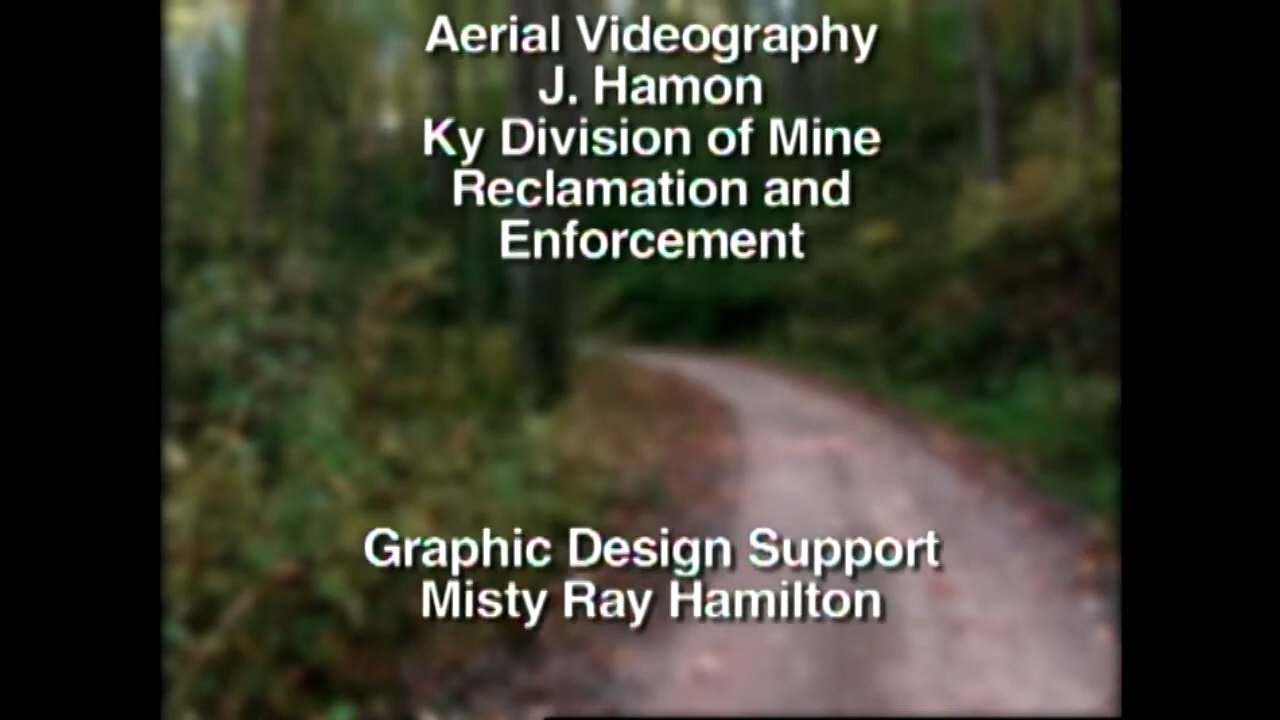 Aerial Videography
J. Hamon
Ky Division of Mine
Reclamation and
Enforcement
Graphic Design Support
Misty Ray Hamilton